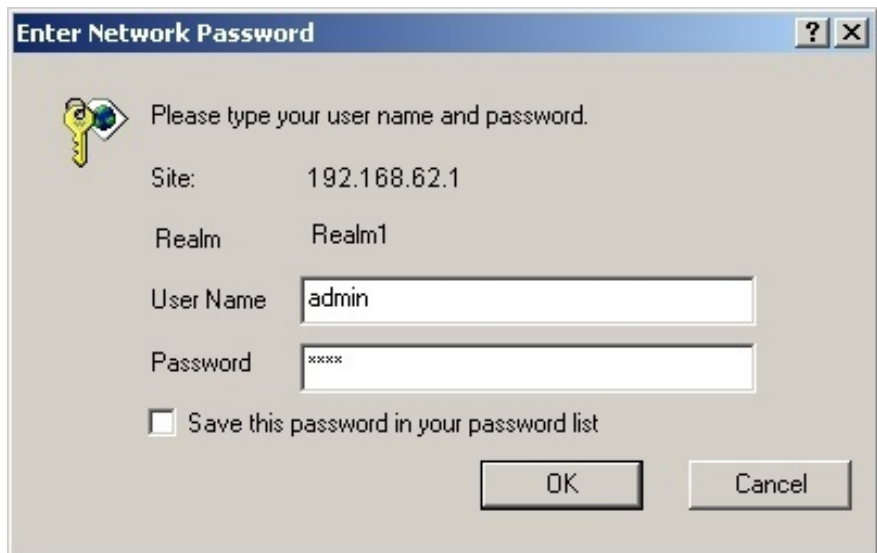 Enter Network Password
? X
Please type your user name and password.
Site: 192.168.62.1
Realm Realm1
User Name admin
Password ××××
Save this password in your password list
OK Cancel